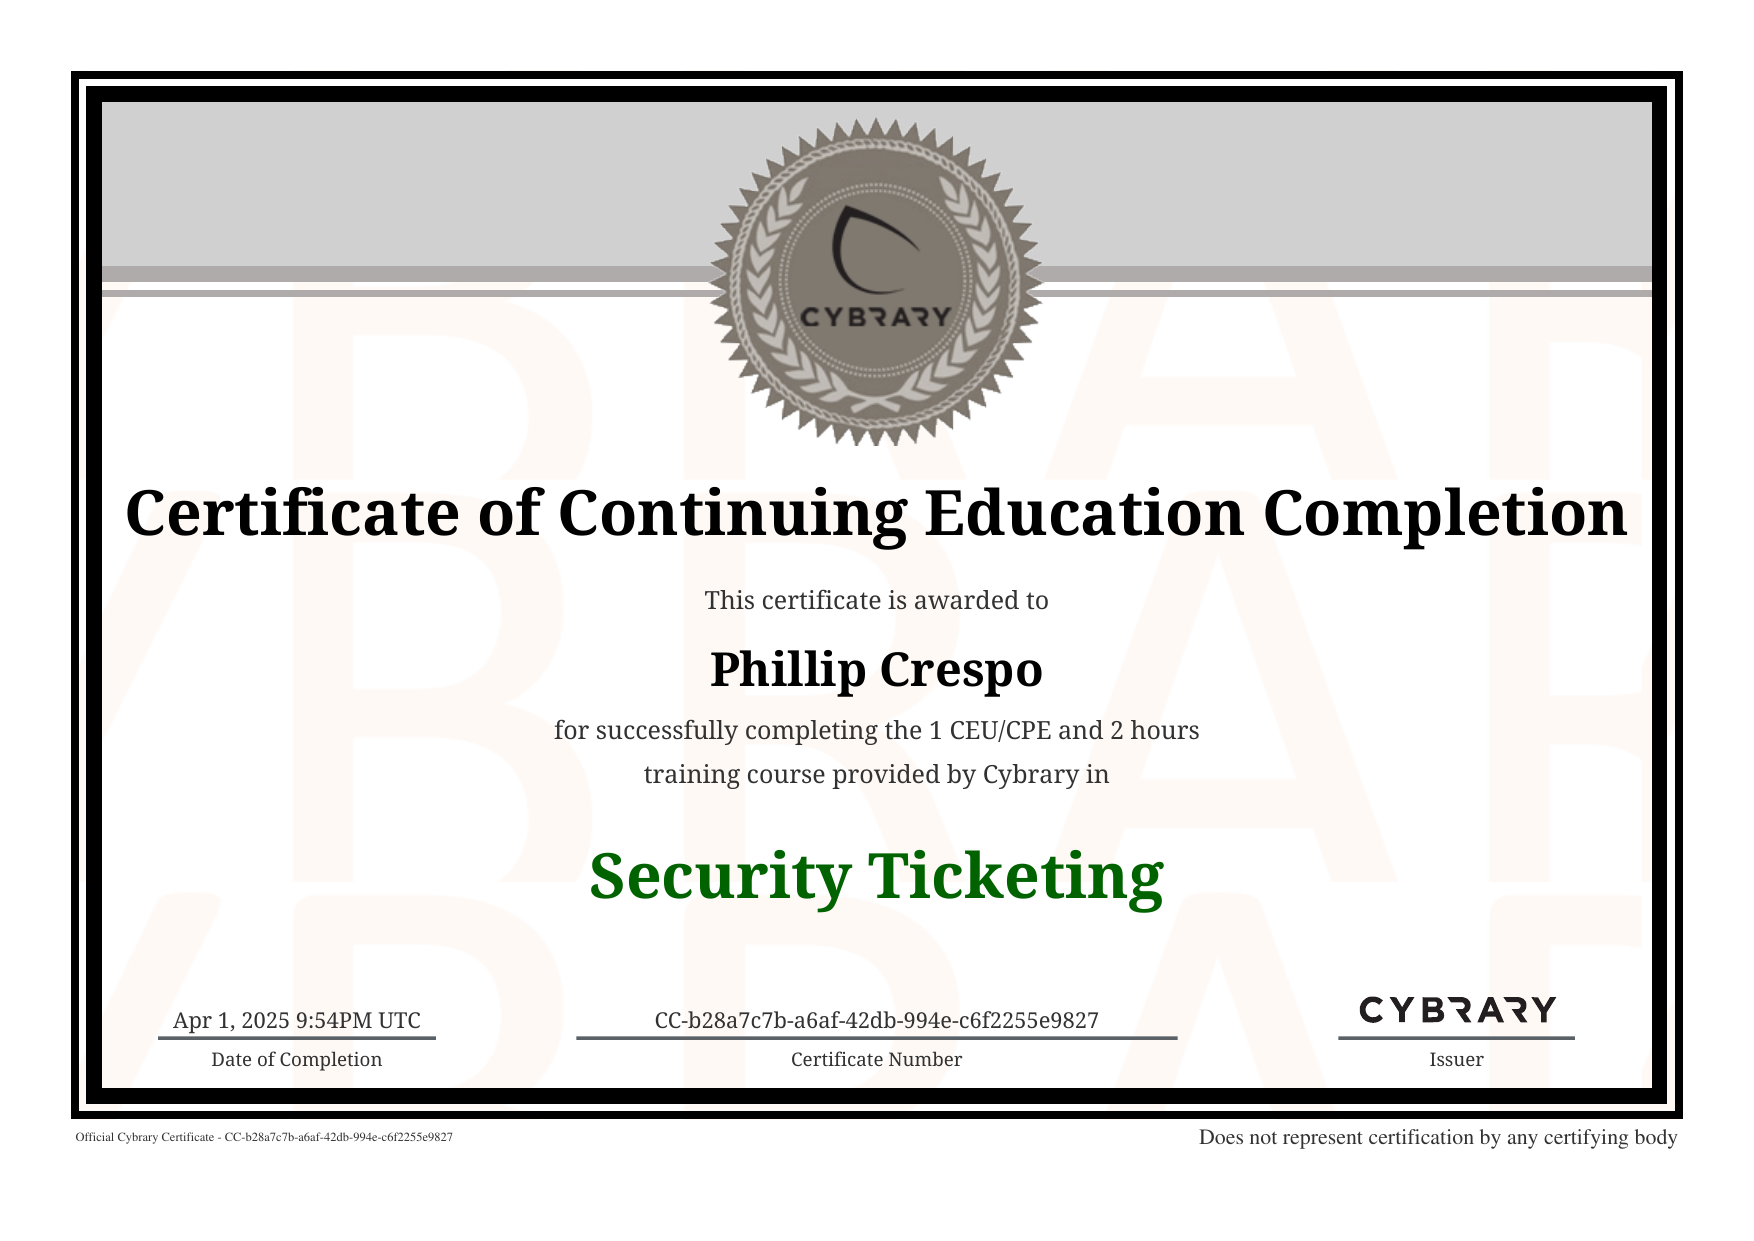 CYBRARY
Certificate of Continuing Education Completion
This certificate is awarded to
Phillip Crespo
for successfully completing the 1 CEU/CPE and 2 hours
training course provided by Cybrary in
Security Ticketing
Apr 1, 2025 9:54PM UTC
Date of Completion
CC-b28a7c7b-a6af-42db-994e-c6f2255e9827
Certificate Number
CYBRARY
Issuer
Official Cybrary Certificate - CC-b28a7c7b-a6af-42db-994e-c6f2255e9827
Does not represent certification by any certifying body